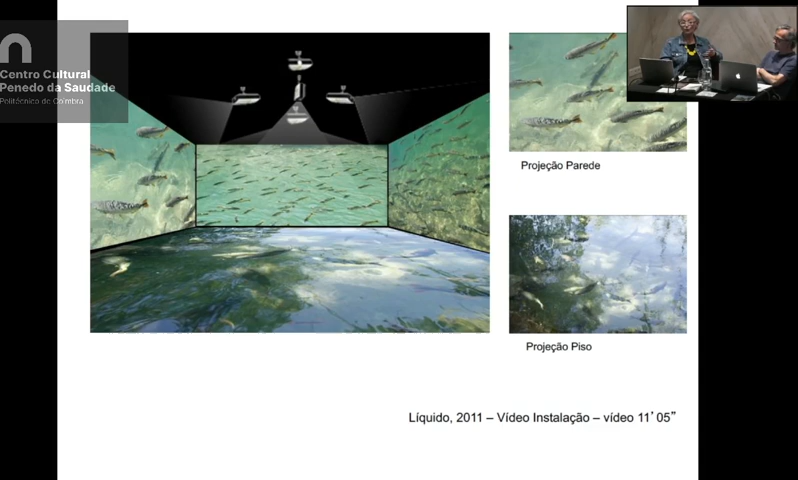 Centro Cultural
Penedo da Saudade
Politécnico de Coimbra
Projeção Parede
Projeção Piso
Líquido, 2011 – Vídeo Instalação – vídeo 11’05”